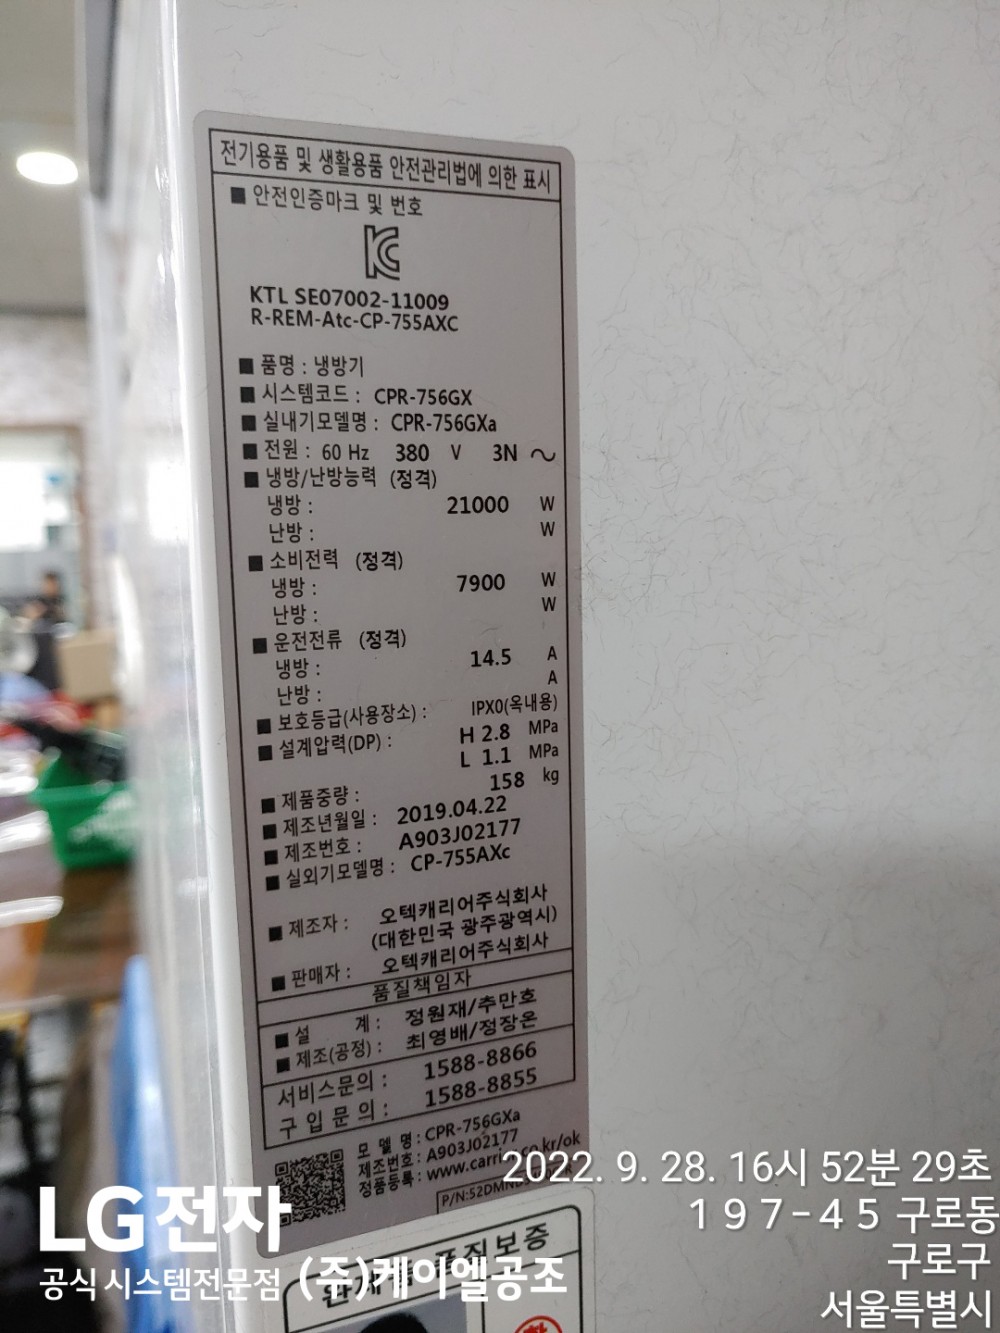 전기용품 및 생활용품 안전관리법에 의한 표시
■ 안전인증마크 및 번호
KC
KTL SE07002-11009
R-REM-Atc-CP-755AXC
■ 품명 : 냉방기
■ 시스템코드 : CPR-756GX
■ 실내기모델명 : CPR-756GXa
■ 전원 : 60 Hz 380 V 3N ~
■ 냉방/난방능력 (정격)
냉방 : 21000 W
난방 : W
■ 소비전력 (정격)
냉방 : 7900 W
난방 : W
■ 운전전류 (정격)
냉방 : 14.5 A
난방 : A
■ 보호등급(사용장소) : IPX0(옥내용)
■ 설계압력(DP) : H 2.8 MPa
L 1.1 MPa
■ 제품중량 : 158 kg
■ 제조년월일 : 2019.04.22
■ 제조번호 : A903J02177
■ 실외기모델명 : CP-755AXc
■ 제조자 : 오텍캐리어주식회사
(대한민국 광주광역시)
■ 판매자 : 오텍캐리어주식회사
품질책임자
■ 설 계 : 정원재/추만호
■ 제조(공정) : 최영배/정장온
서비스문의 : 1588-8866
구입문의 : 1588-8855
모 델 명 : CPR-756GXa
제조번호 : A903J02177
정품등록 :
2022. 9. 28. 16시 52분 29초
197-45 구로동
구로구
서울특별시
LG전자
공식 시스템전문점 (주)케이엘공조